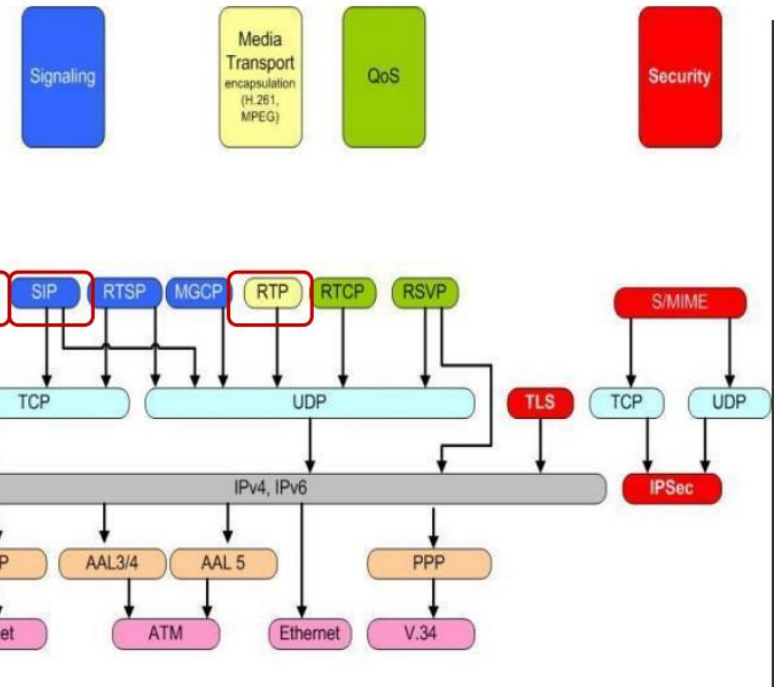 Signaling
Media
Transport
encapsulation
(H.261,
MPEG)
QoS
Security
SIP
RTSP
MGCP
RTP
RTCP
RSVP
S/MIME
TCP
UDP
TLS
TCP
UDP
IPv4, IPv6
IPSec
P
AAL3/4
AAL 5
PPP
et
ATM
Ethernet
V.34